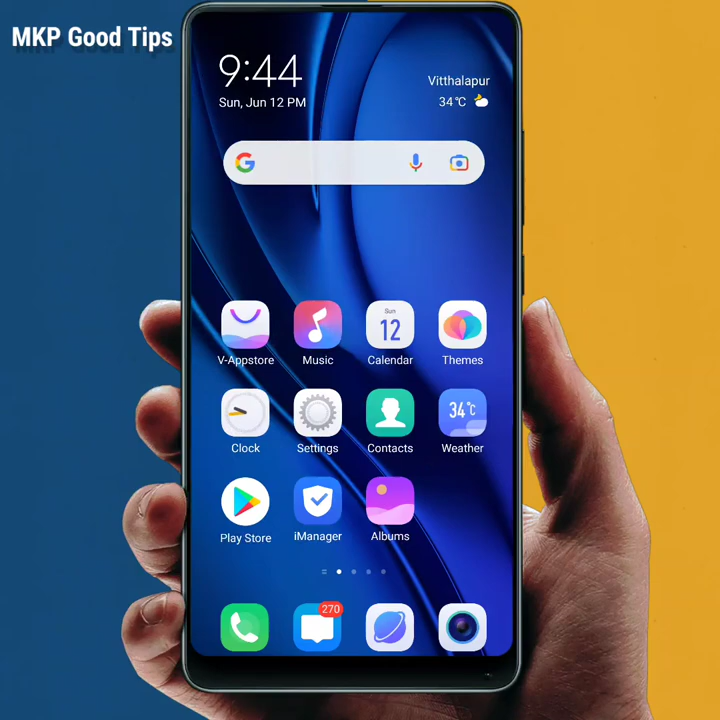 MKP Good Tips
9:44
Sun, Jun 12 PM
Vitthalapur
34°C
G
V-Appstore
Music
Sun
12
Calendar
Themes
Clock
Settings
Contacts
34°C
Weather
Play Store
iManager
Albums
270